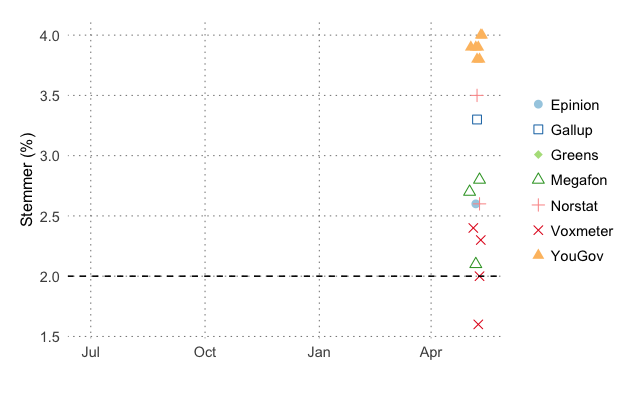 4.0
3.5
3.0
2.5
2.0
1.5
Stemmer (%)
Jul
Oct
Jan
Apr
Epinion
Gallup
Greens
Megafon
Norstat
Voxmeter
YouGov